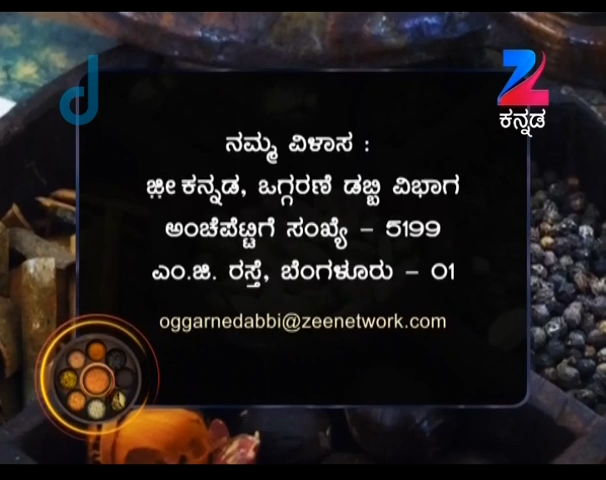 ಕನ್ನಡ
ನಮ್ಮ ವಿಳಾಸ :
ಜ಼ೀ ಕನ್ನಡ, ಒಗ್ಗರಣೆ ಡಬ್ಬಿ ವಿಭಾಗ
ಅಂಚೆಪೆಟ್ಟಿಗೆ ಸಂಖ್ಯೆ – 5199
ಎಂ.ಜಿ. ರಸ್ತೆ, ಬೆಂಗಳೂರು – 01
oggarnedabbi@zeenetwork.com